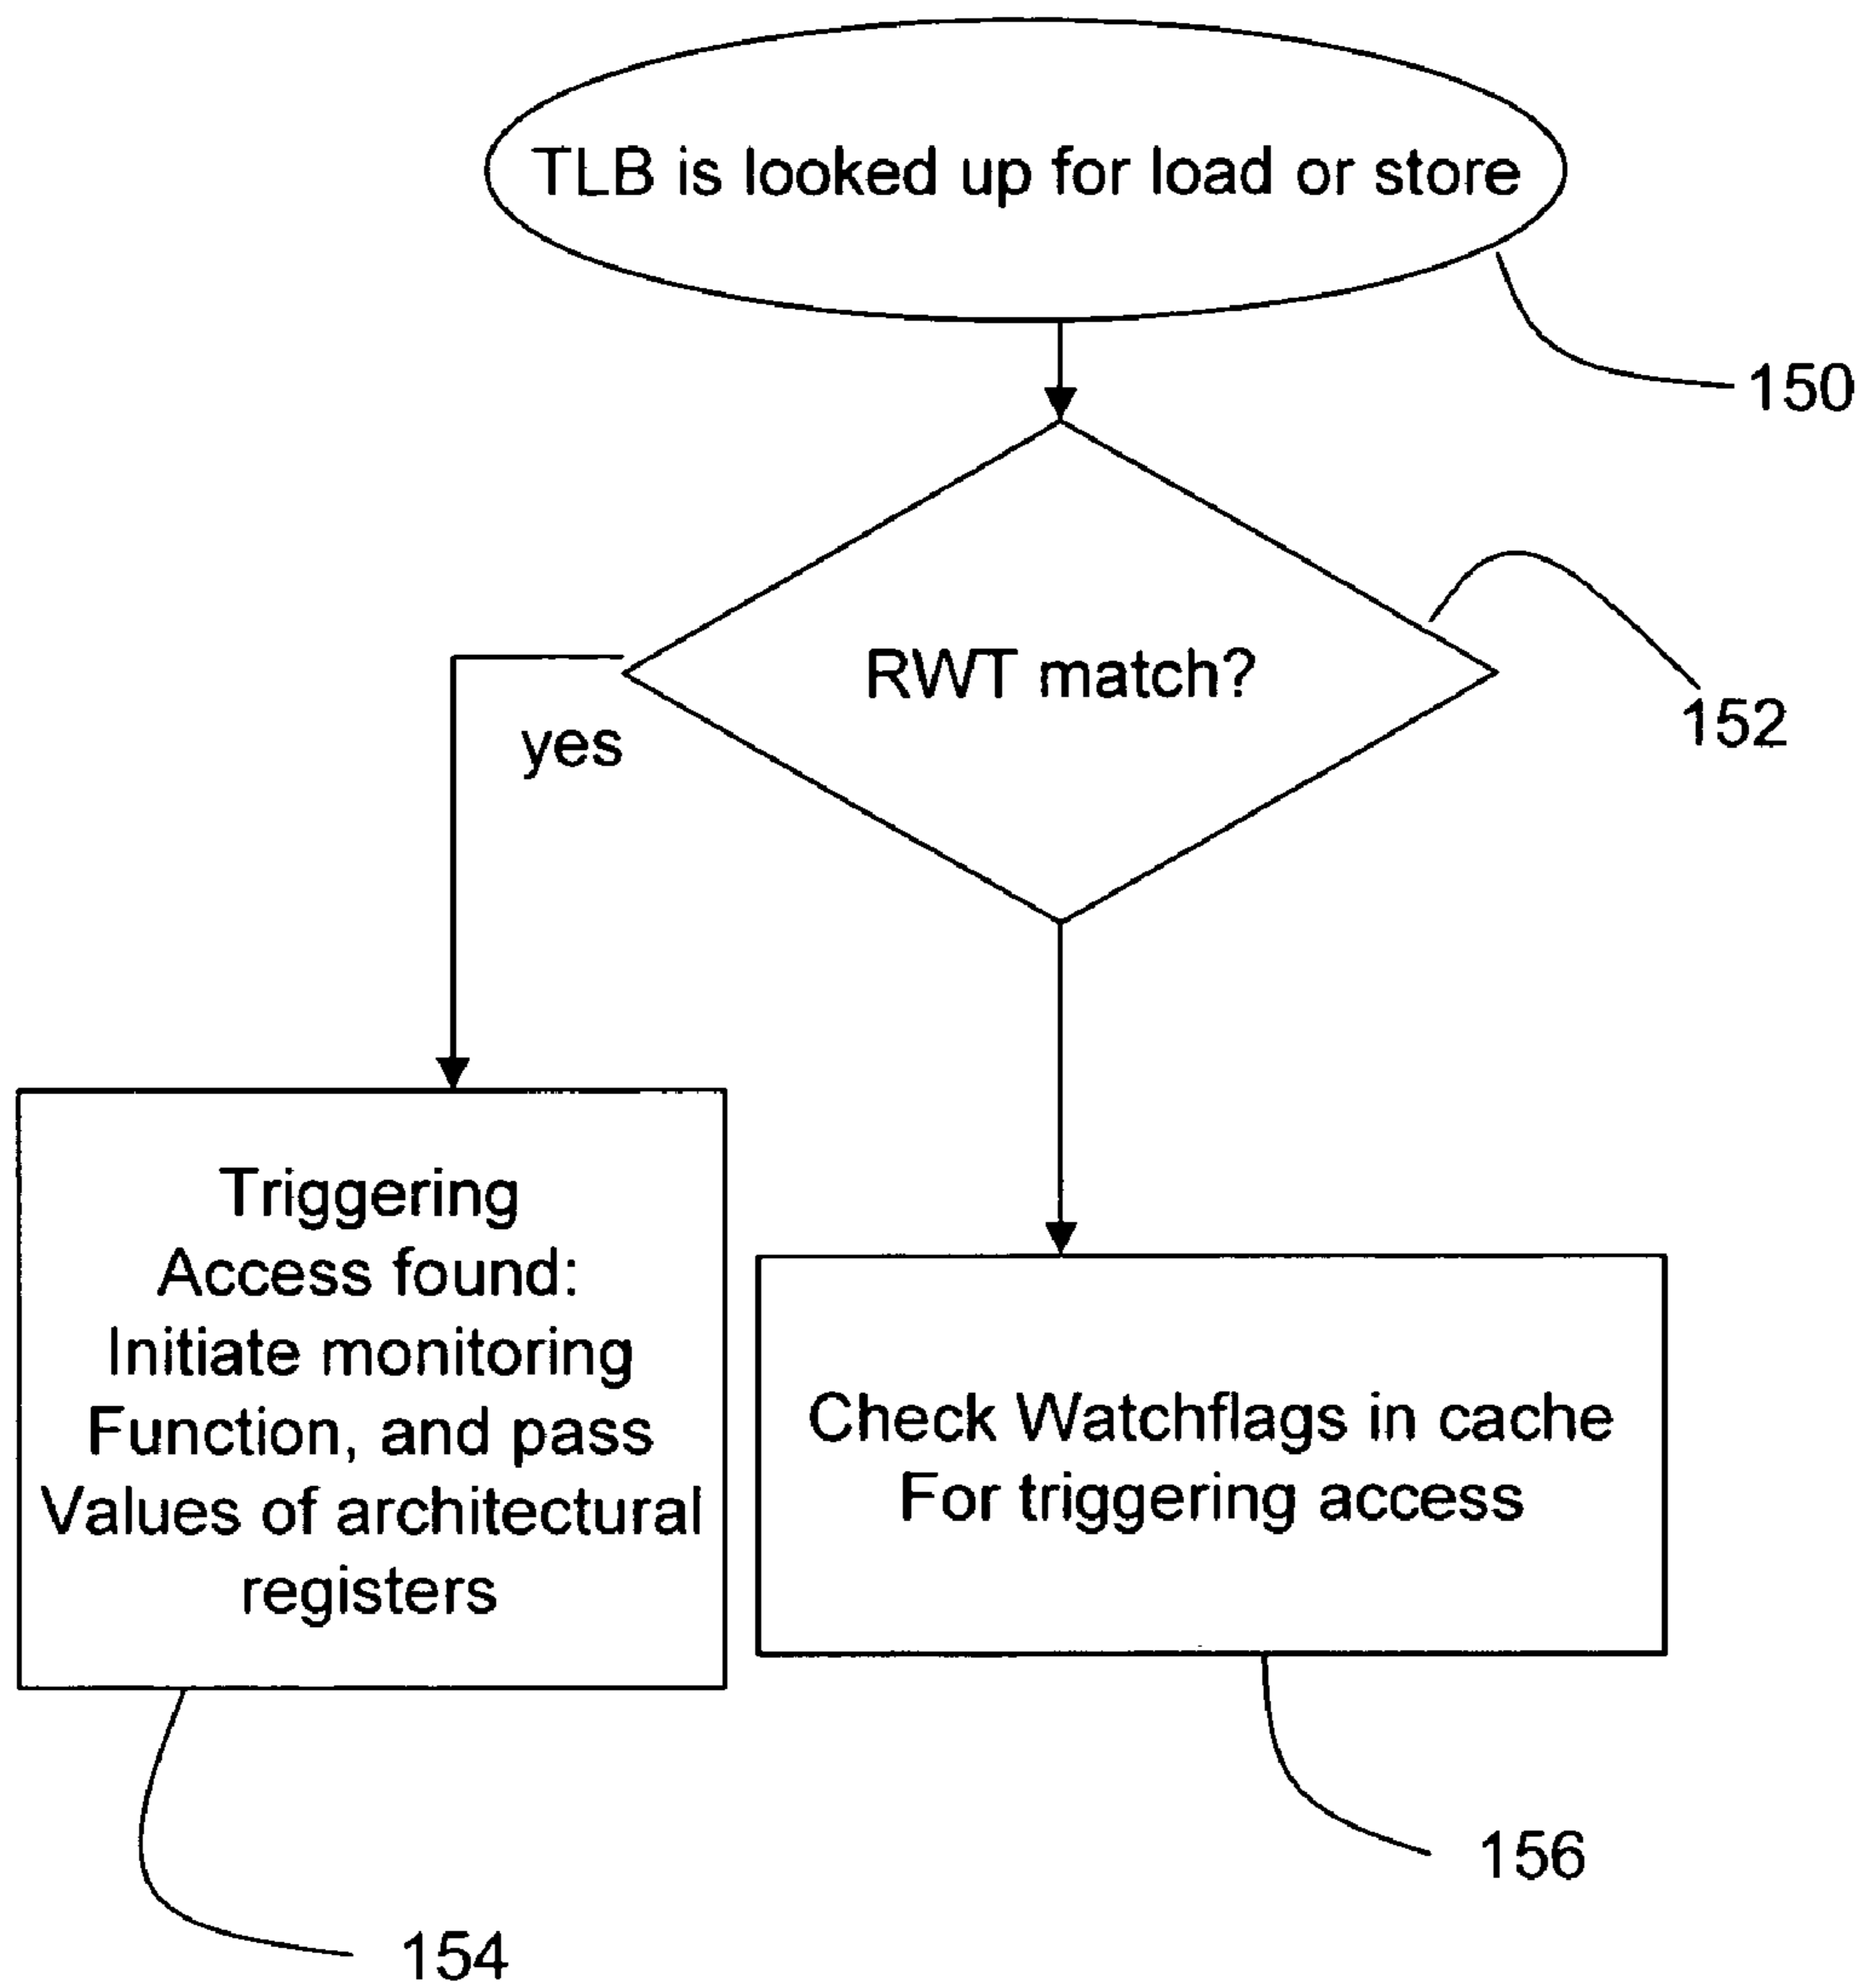 TLB is looked up for load or store
150
RWT match?
152
yes
Triggering
Access found:
Initiate monitoring
Function, and pass
Values of architectural
registers
Check Watchflags in cache
For triggering access
156
154